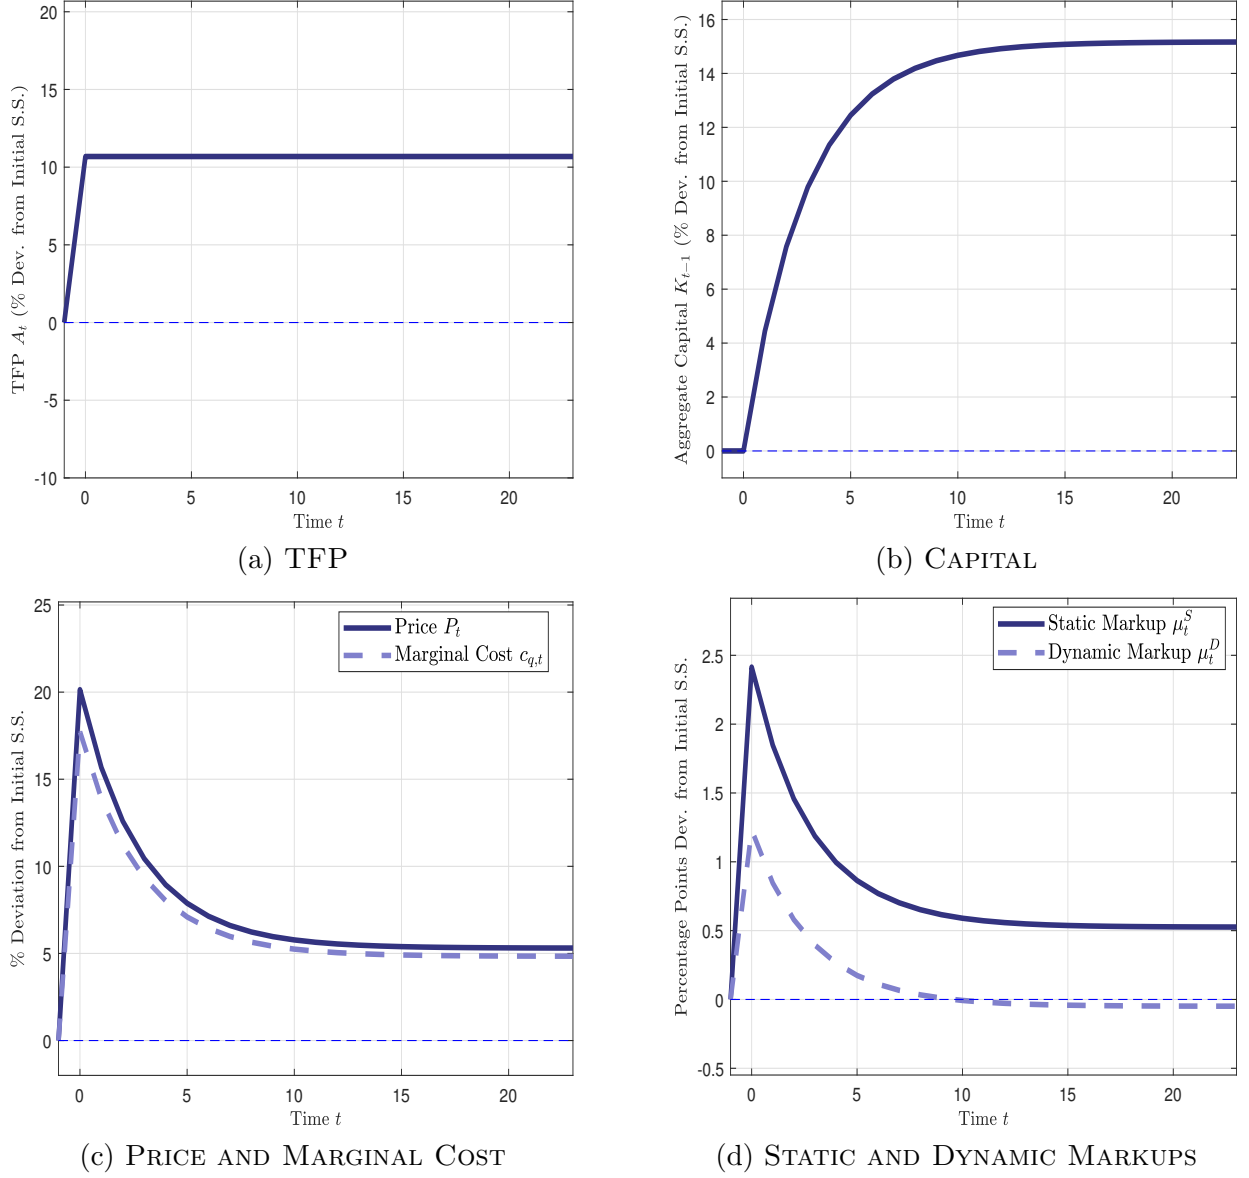 20
15
10
5
0
-5
-10
TFP A_t (% Dev. from Initial S.S.)
0 5 10 15 20
Time t
(a) TFP
16
14
12
10
8
6
4
2
0
Aggregate Capital K_{t−1} (% Dev. from Initial S.S.)
0 5 10 15 20
Time t
(b) CAPITAL
25
20
15
10
5
0
% Deviation from Initial S.S.
Price P_t
Marginal Cost c_{q,t}
0 5 10 15 20
Time t
(c) PRICE AND MARGINAL COST
2.5
2
1.5
1
0.5
0
-0.5
Percentage Points Dev. from Initial S.S.
Static Markup μ_t^S
Dynamic Markup μ_t^D
0 5 10 15 20
Time t
(d) STATIC AND DYNAMIC MARKUPS